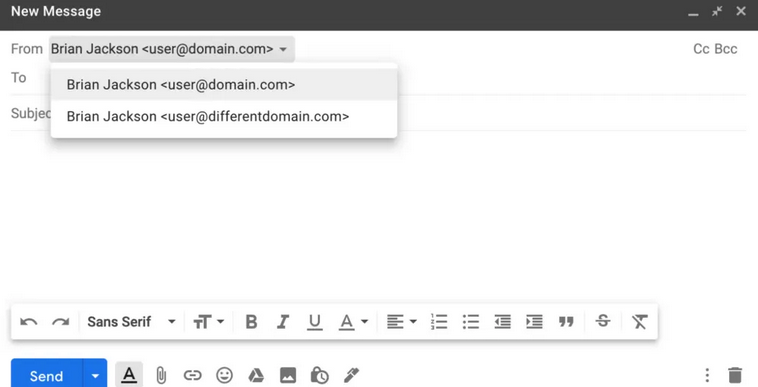 New Message
From Brian Jackson <user@domain.com> Cc Bcc
To
Brian Jackson <user@domain.com>
Subjec
Brian Jackson <user@differentdomain.com>
Sans Serif
Send